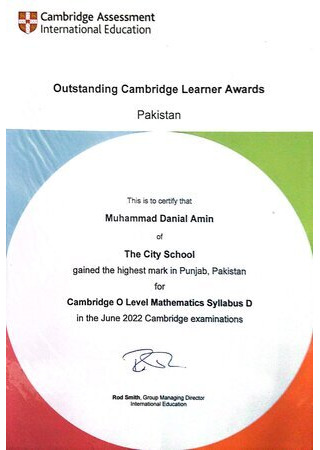 Cambridge Assessment
International Education
Outstanding Cambridge Learner Awards
Pakistan
This is to certify that
Muhammad Danial Amin
of
The City School
gained the highest mark in Punjab, Pakistan
for
Cambridge O Level Mathematics Syllabus D
in the June 2022 Cambridge examinations
Rod Smith, Group Managing Director
International Education